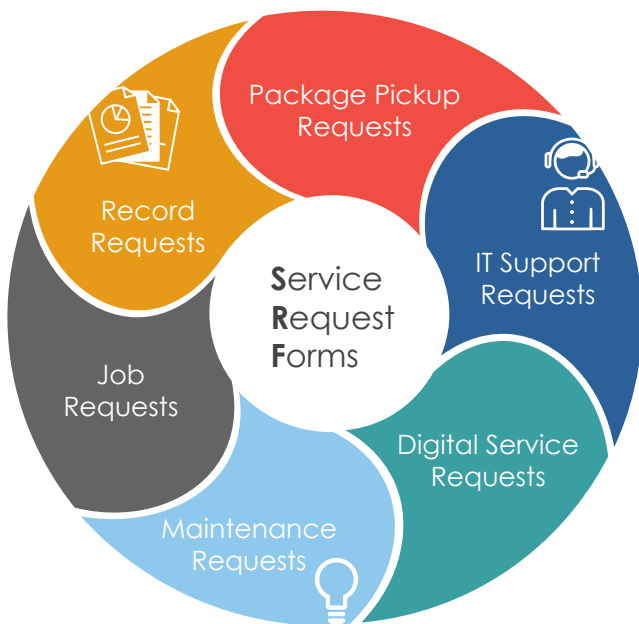 Package Pickup
Requests
IT Support
Requests
Digital Service
Requests
Maintenance
Requests
Job
Requests
Record
Requests
Service
Request
Forms